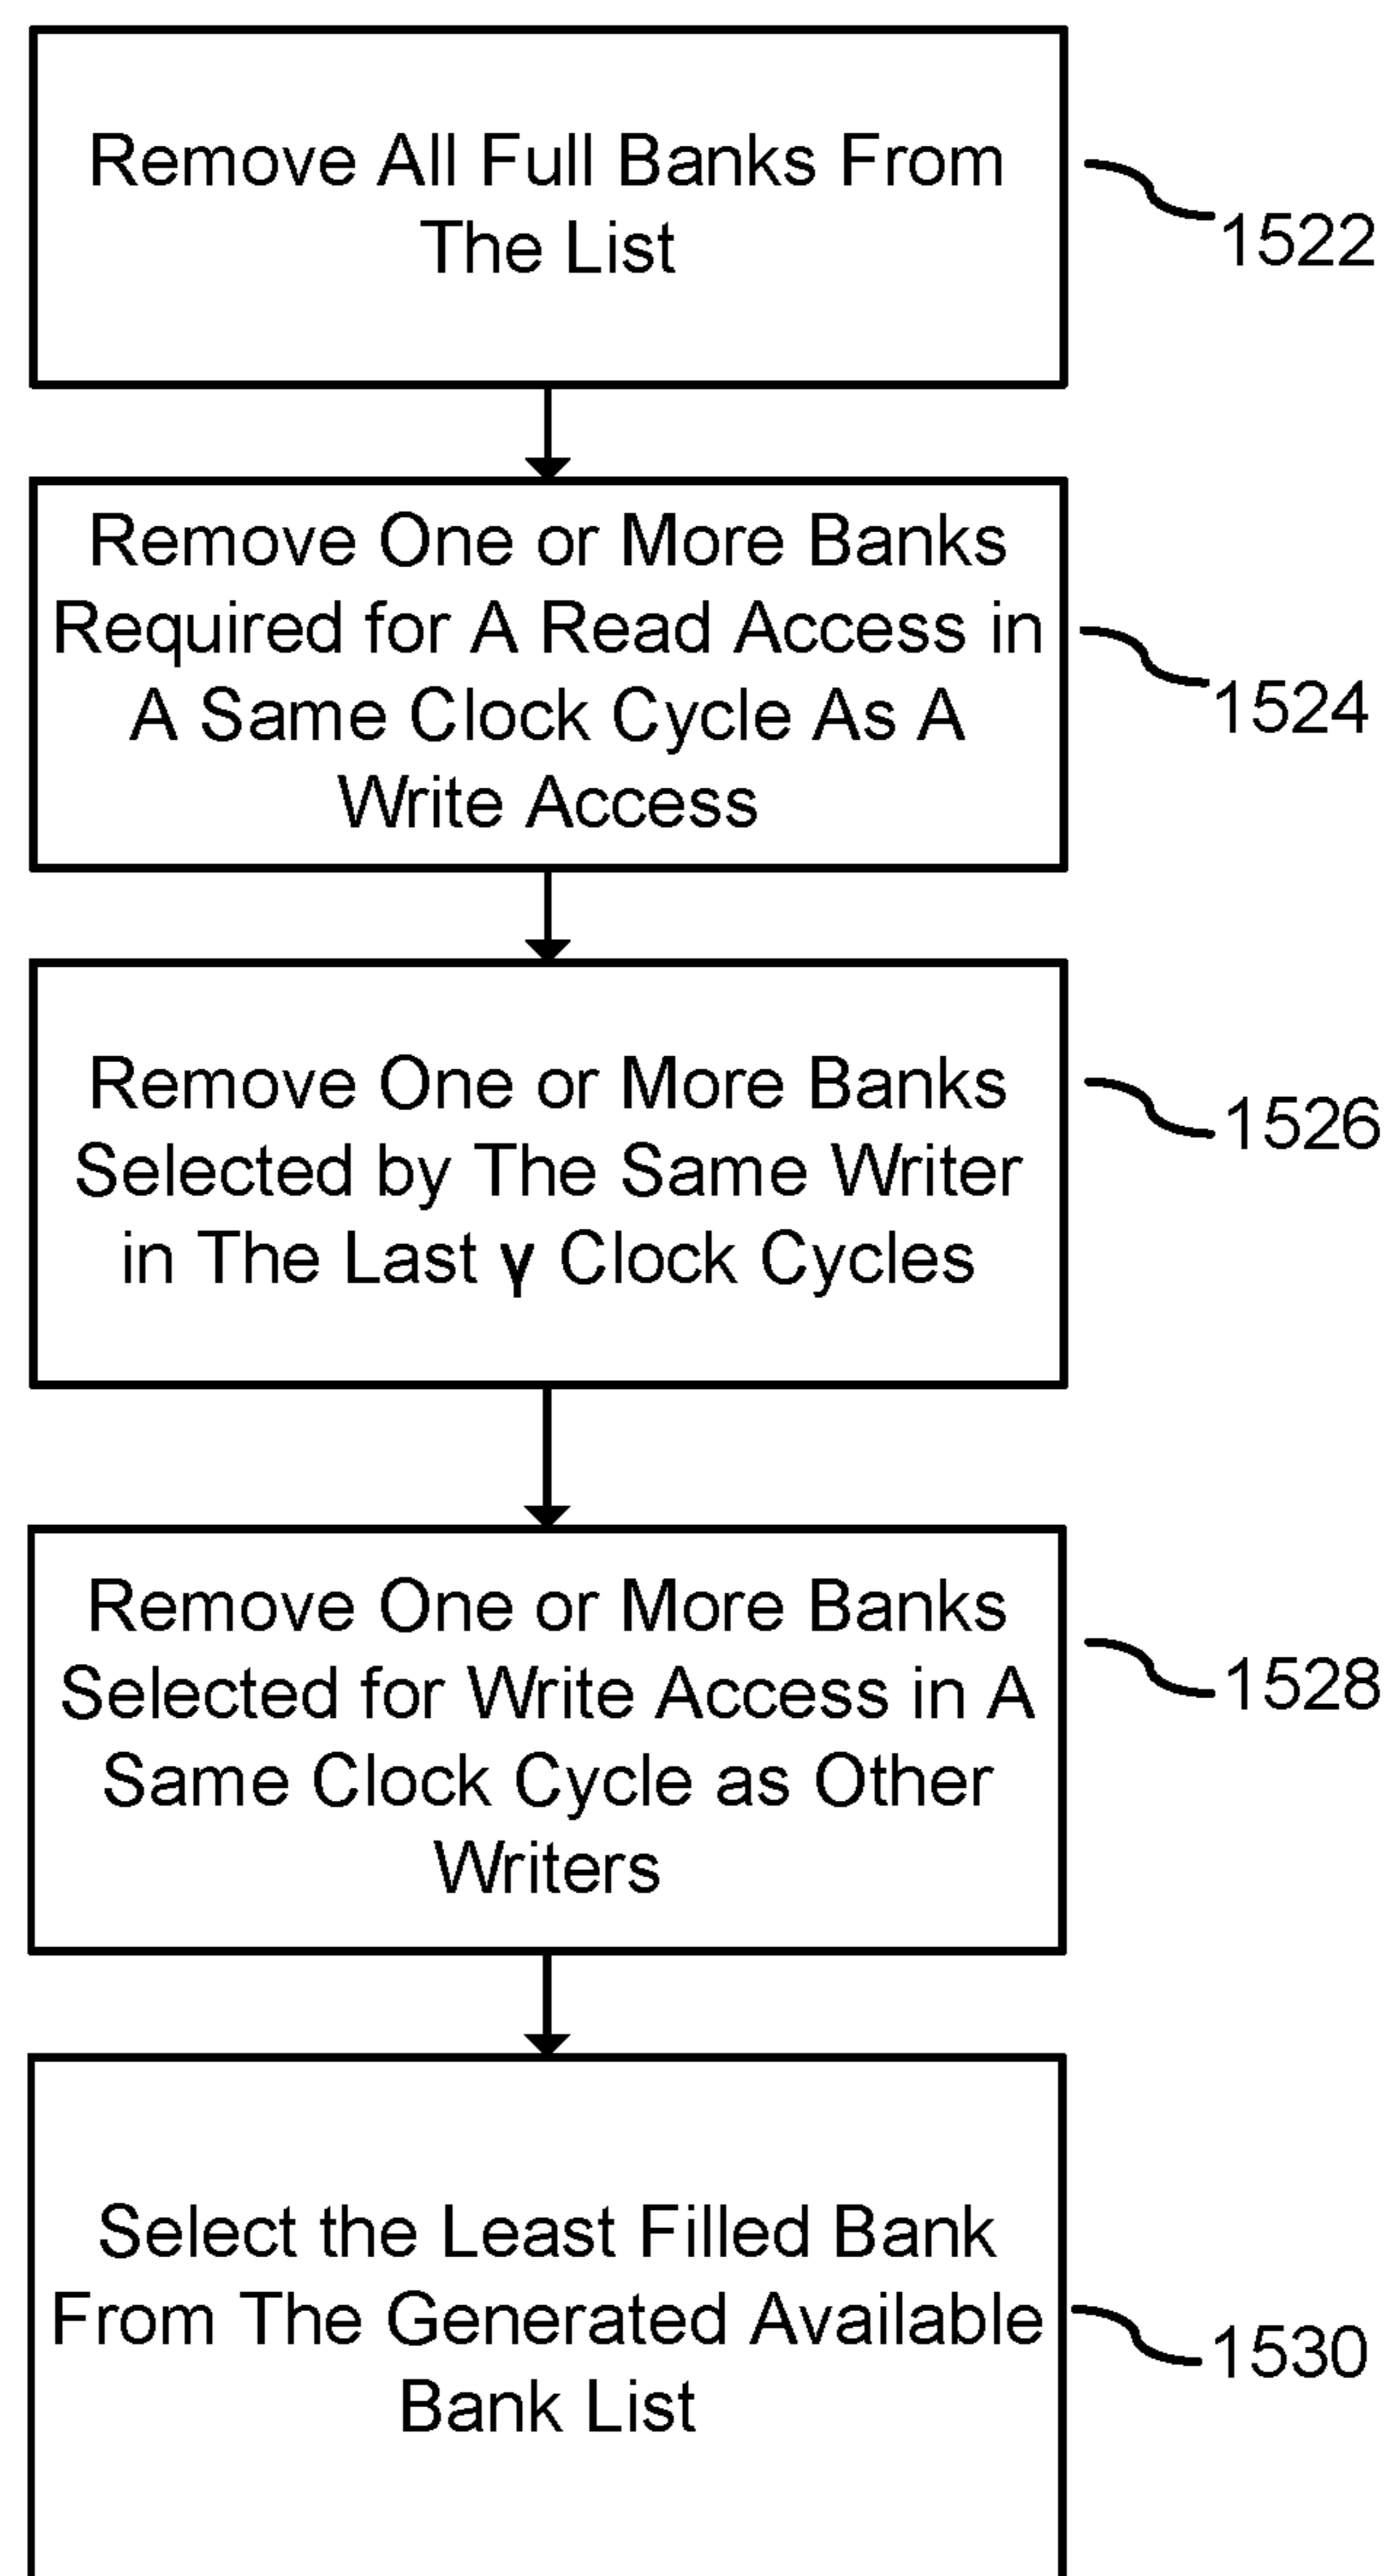 Remove All Full Banks From
The List
1522
Remove One or More Banks
Required for A Read Access in
A Same Clock Cycle As A
Write Access
1524
Remove One or More Banks
Selected by The Same Writer
in The Last γ Clock Cycles
1526
Remove One or More Banks
Selected for Write Access in A
Same Clock Cycle as Other
Writers
1528
Select the Least Filled Bank
From The Generated Available
Bank List
1530